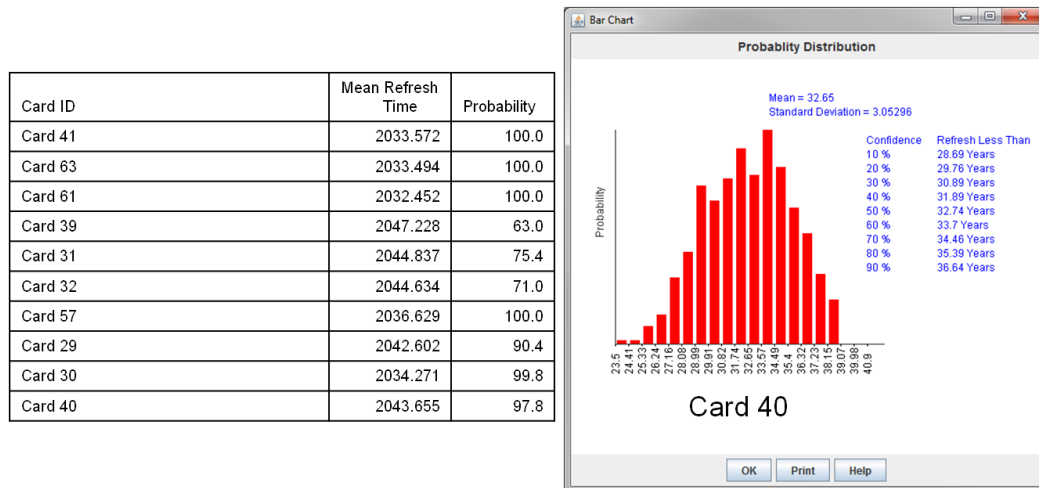 Card ID Mean Refresh Time Probability
Card 41 2033.572 100.0
Card 63 2033.494 100.0
Card 61 2032.452 100.0
Card 39 2047.228 63.0
Card 31 2044.837 75.4
Card 32 2044.634 71.0
Card 57 2036.629 100.0
Card 29 2042.602 90.4
Card 30 2034.271 99.8
Card 40 2043.655 97.8
Bar Chart
Probablity Distribution
Mean = 32.65
Standard Deviation = 3.05296
Confidence Refresh Less Than
10 % 28.69 Years
20 % 29.76 Years
30 % 30.89 Years
40 % 31.89 Years
50 % 32.74 Years
60 % 33.7 Years
70 % 34.46 Years
80 % 35.39 Years
90 % 36.64 Years
Probability
23.5 24.41 25.33 26.24 27.16 28.08 28.99 29.91 30.82 31.74 32.65 33.57 34.49 35.4 36.32 37.23 38.15 39.07 39.98 40.9
Card 40
OK Print Help